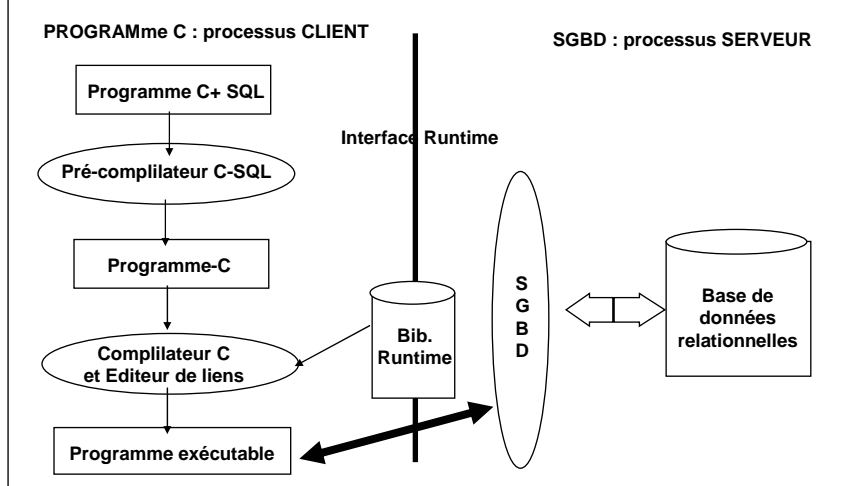 PROGRAMme C : processus CLIENT
SGBD : processus SERVEUR
Programme C+ SQL
Interface Runtime
Pré-complilateur C-SQL
Programme-C
S
G
B
D
Base de
données
relationnelles
Bib.
Runtime
Complilateur C
et Editeur de liens
Programme exécutable